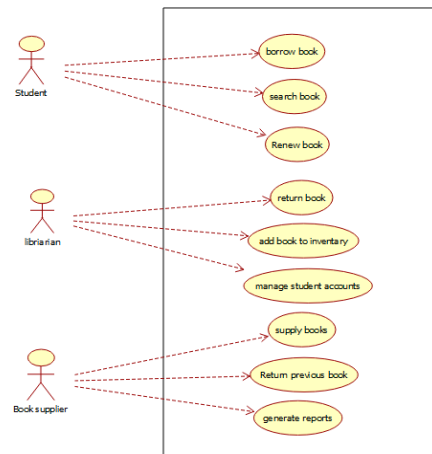 borrow book
search book
Student
Renew book
return book
add book to inventory
libriarian
manage student accounts
supply books
Return previous book
Book supplier
generate reports